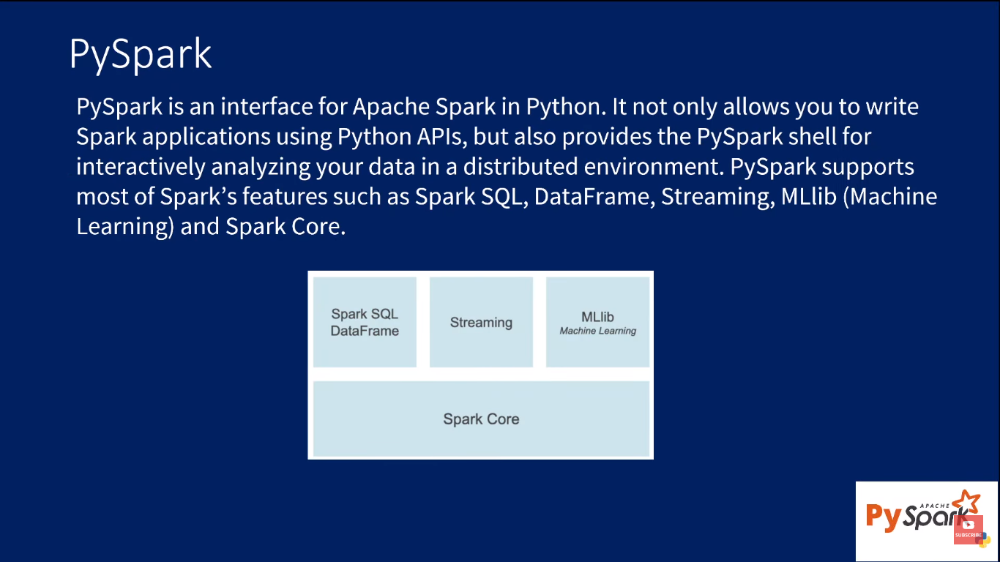 PySpark
PySpark is an interface for Apache Spark in Python. It not only allows you to write
Spark applications using Python APIs, but also provides the PySpark shell for
interactively analyzing your data in a distributed environment. PySpark supports
most of Spark’s features such as Spark SQL, DataFrame, Streaming, MLlib (Machine
Learning) and Spark Core.
Spark SQL
DataFrame
Streaming
MLlib
Machine Learning
Spark Core
APACHE
PySpark
SUBSCRIBE